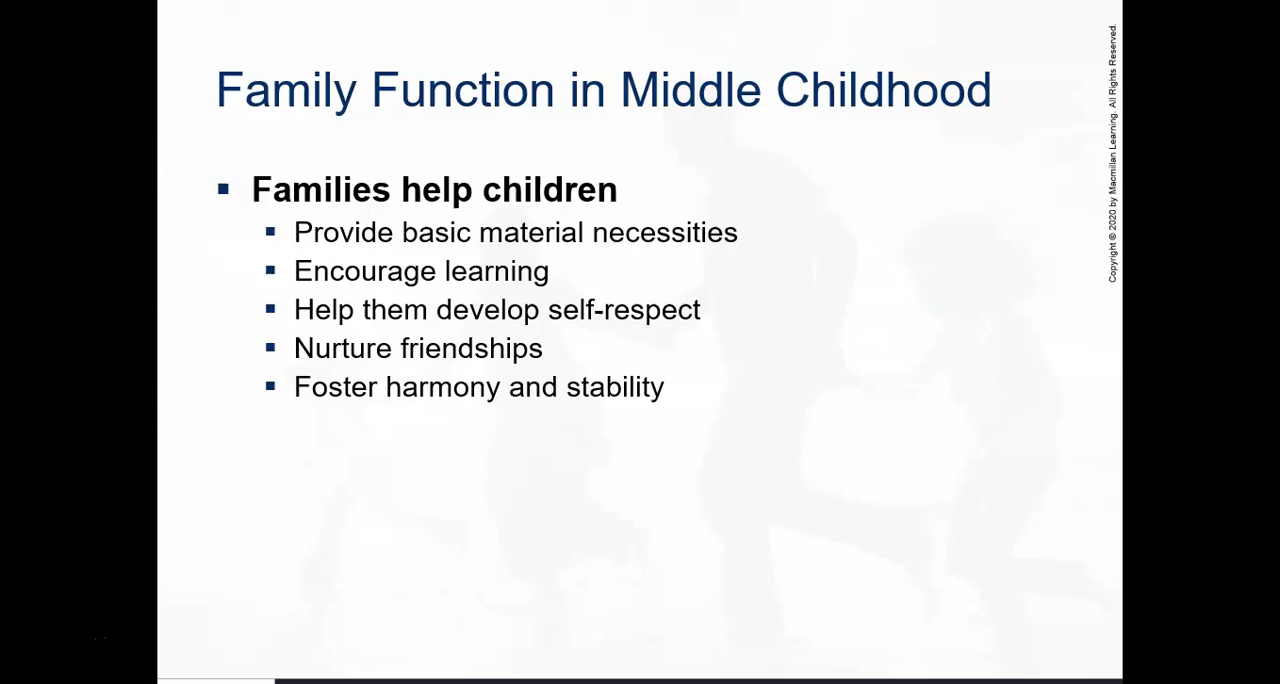 Family Function in Middle Childhood
Families help children
Provide basic material necessities
Encourage learning
Help them develop self-respect
Nurture friendships
Foster harmony and stability
Copyright © 2020 by Macmillan Learning. All Rights Reserved.